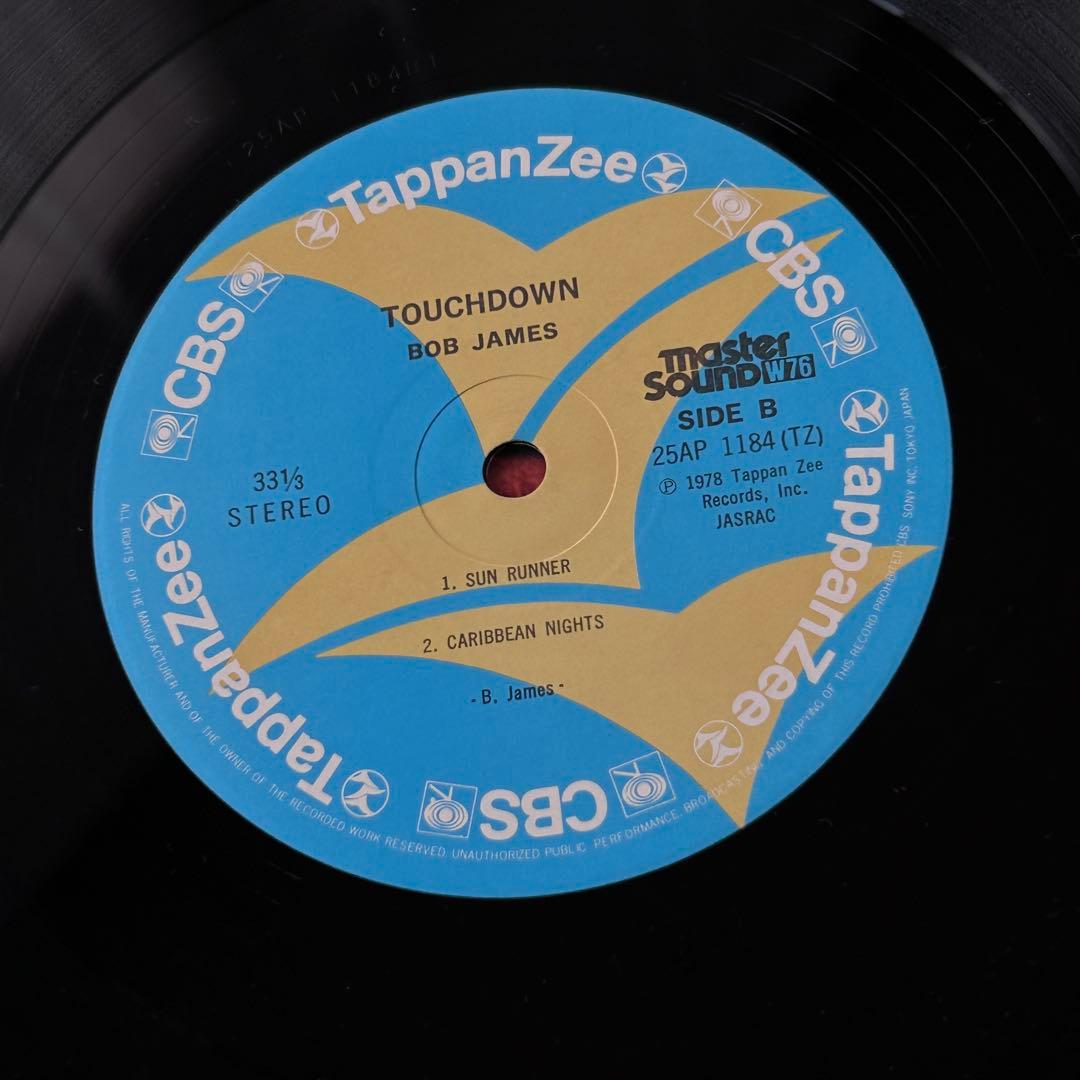 25AP 1184
TappanZee
CBS
CBS
TappanZee
TappanZee
CBS
TOUCHDOWN
BOB JAMES
master
SOUND W76
SIDE B
25AP 1184 (TZ)
Ⓟ 1978 Tappan Zee
Records, Inc.
JASRAC
33⅓
STEREO
1. SUN RUNNER
2. CARIBBEAN NIGHTS
- B. James -
ALL RIGHTS OF THE MANUFACTURER AND OF THE OWNER OF THE RECORDED WORK RESERVED. UNAUTHORIZED PUBLIC PERFORMANCE, BROADCASTING AND COPYING OF THIS RECORD PROHIBITED CBS SONY INC. TOKYO JAPAN